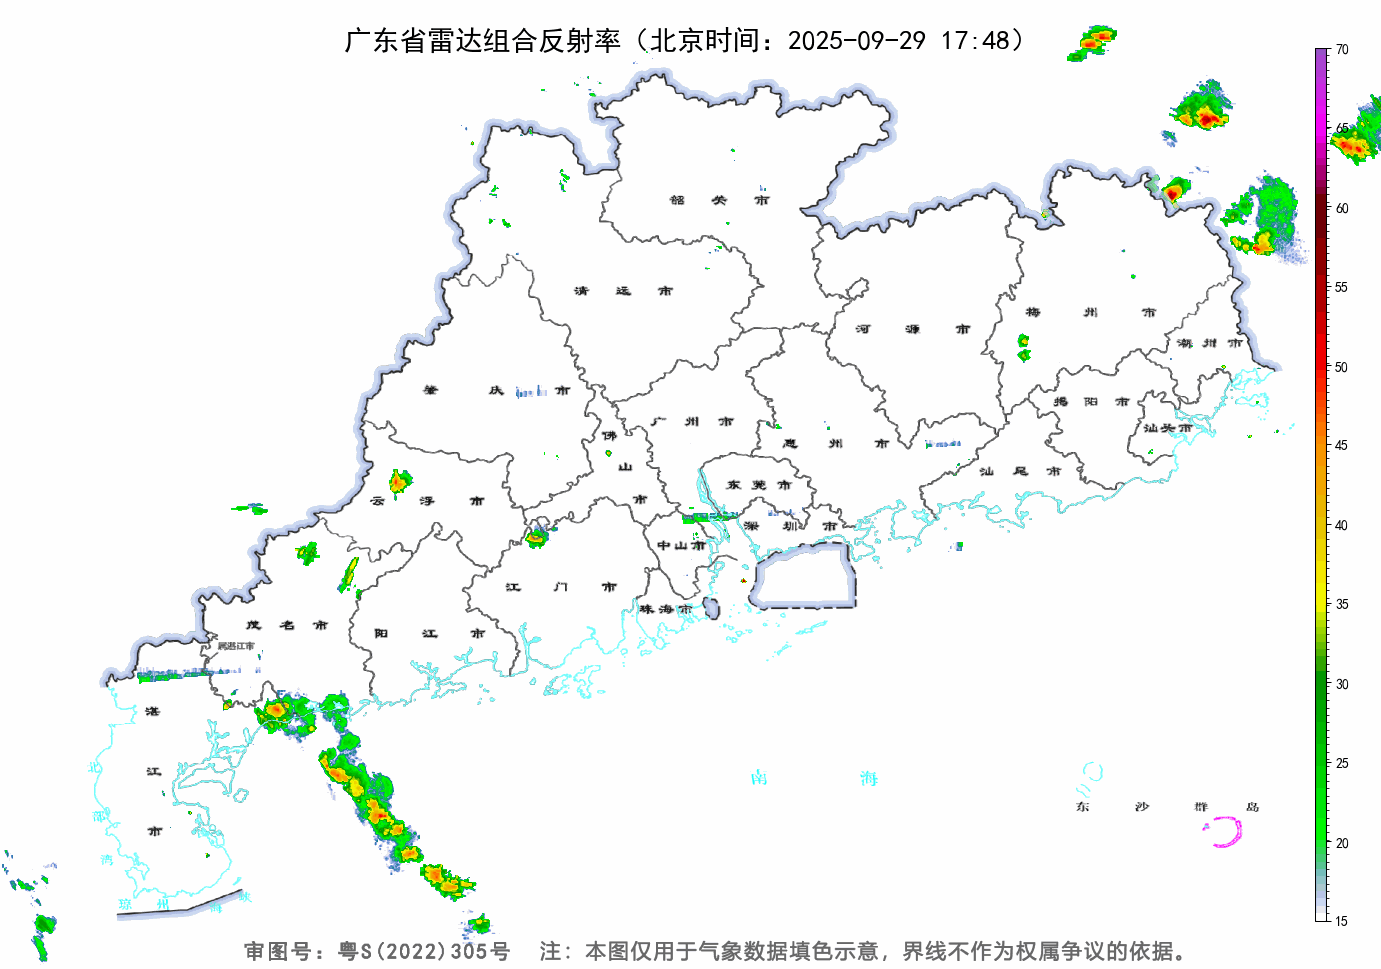 广东省雷达组合反射率（北京时间：2025-09-29 17:48）
70
65
60
55
50
45
40
35
30
25
20
15
韶关市
清远市
河源市
梅州市
潮州市
肇庆市
广州市
佛山市
惠州市
揭阳市
汕头市
汕尾市
云浮市
东莞市
深圳市
中山市
江门市
珠海市
茂名市
属湛江市
阳江市
湛江市
北部湾
南海
东沙群岛
琼州海峡
审图号：粤S(2022)305号 注：本图仅用于气象数据填色示意，界线不作为权属争议的依据。